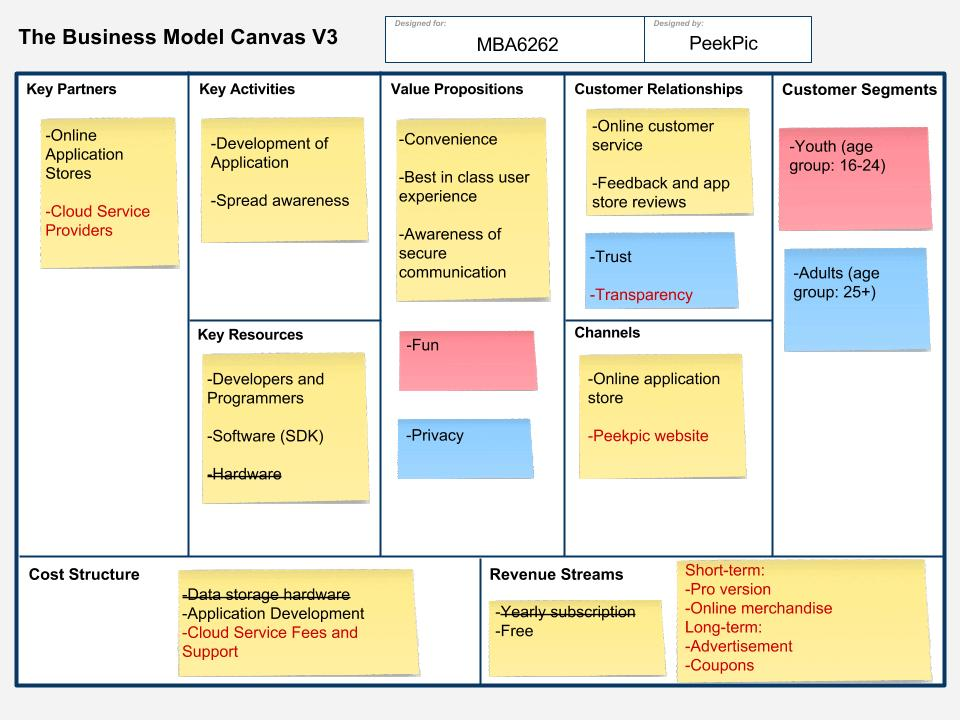 The Business Model Canvas V3
Designed for:
MBA6262
Designed by:
PeekPic
Key Partners
-Online
Application
Stores
-Cloud Service
Providers
Key Activities
-Development of
Application
-Spread awareness
Key Resources
-Developers and
Programmers
-Software (SDK)
-Hardware
Value Propositions
-Convenience
-Best in class user
experience
-Awareness of
secure
communication
-Fun
-Privacy
Customer Relationships
-Online customer
service
-Feedback and app
store reviews
-Trust
-Transparency
Channels
-Online application
store
-Peekpic website
Customer Segments
-Youth (age
group: 16-24)
-Adults (age
group: 25+)
Cost Structure
-Data storage hardware
-Application Development
-Cloud Service Fees and
Support
Revenue Streams
-Yearly subscription
-Free
Short-term:
-Pro version
-Online merchandise
Long-term:
-Advertisement
-Coupons